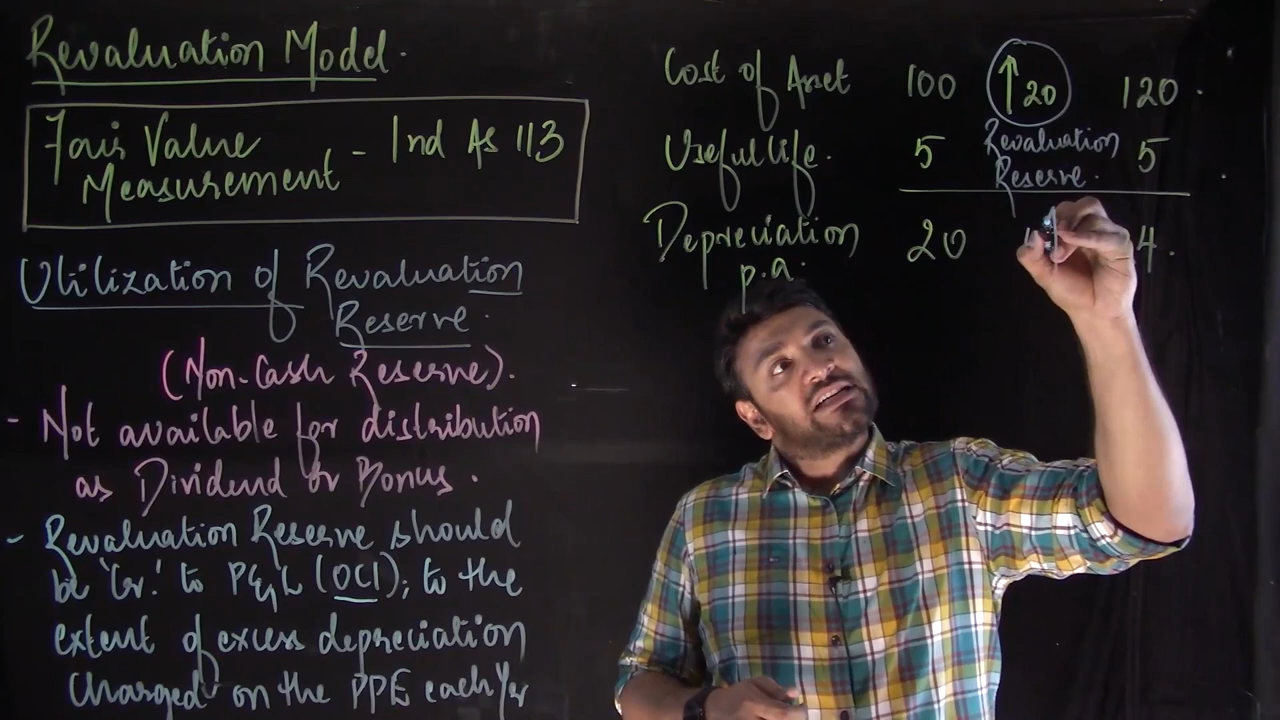 Revaluation Model.
Fair Value
Measurement - Ind As 113
Utilization of Revaluation
Reserve.
(Non-Cash Reserve).
- Not available for distribution
as Dividend or Bonus.
- Revaluation Reserve should
be 'Cr.' to P&L (OCI); to the
extent of excess depreciation
charged on the PPE each Yr
Cost of Asset 100 ↑20 120.
Useful life. 5 Revaluation Reserve. 5
Depreciation 20 4.
p.a.